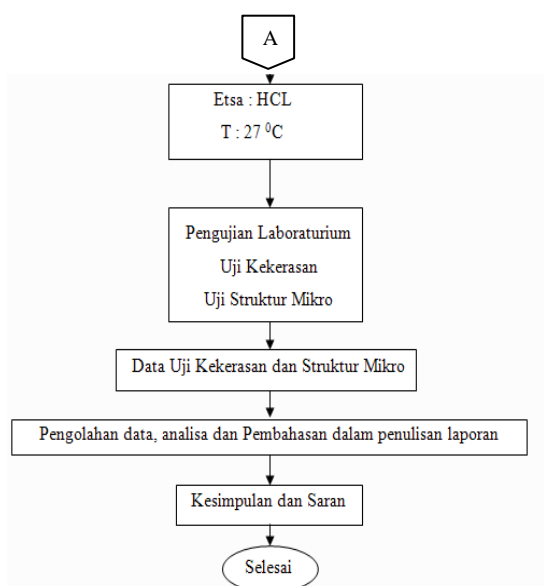 A
Etsa : HCL
T : 27 ⁰C
Pengujian Laboraturium
Uji Kekerasan
Uji Struktur Mikro
Data Uji Kekerasan dan Struktur Mikro
Pengolahan data, analisa dan Pembahasan dalam penulisan laporan
Kesimpulan dan Saran
Selesai